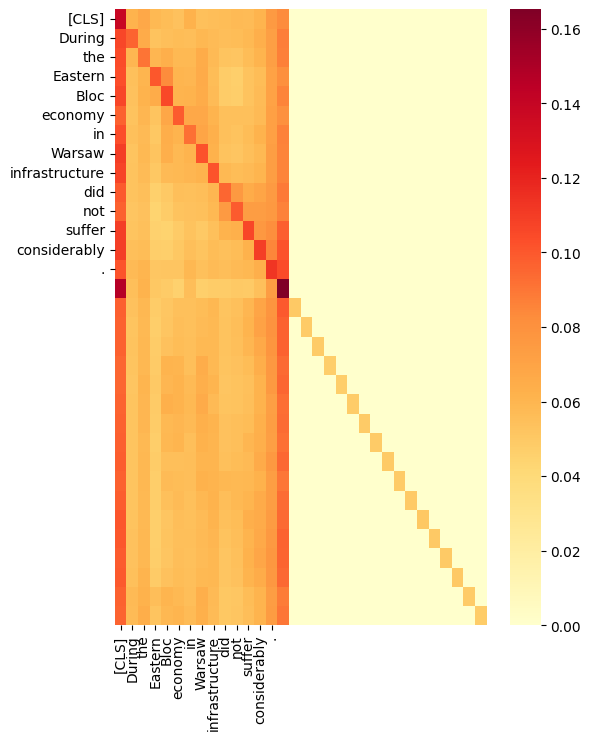 [CLS]
During
the
Eastern
Bloc
economy
in
Warsaw
infrastructure
did
not
suffer
considerably
.
0.16
0.14
0.12
0.10
0.08
0.06
0.04
0.02
0.00
[CLS]
During
the
Eastern
Bloc
economy
in
Warsaw
infrastructure
did
not
suffer
considerably
.